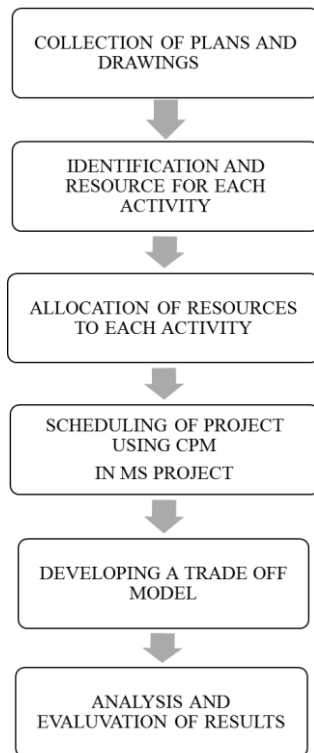 COLLECTION OF PLANS AND
DRAWINGS
IDENTIFICATION AND
RESOURCE FOR EACH
ACTIVITY
ALLOCATION OF RESOURCES
TO EACH ACTIVITY
SCHEDULING OF PROJECT
USING CPM
IN MS PROJECT
DEVELOPING A TRADE OFF
MODEL
ANALYSIS AND
EVALUVATION OF RESULTS